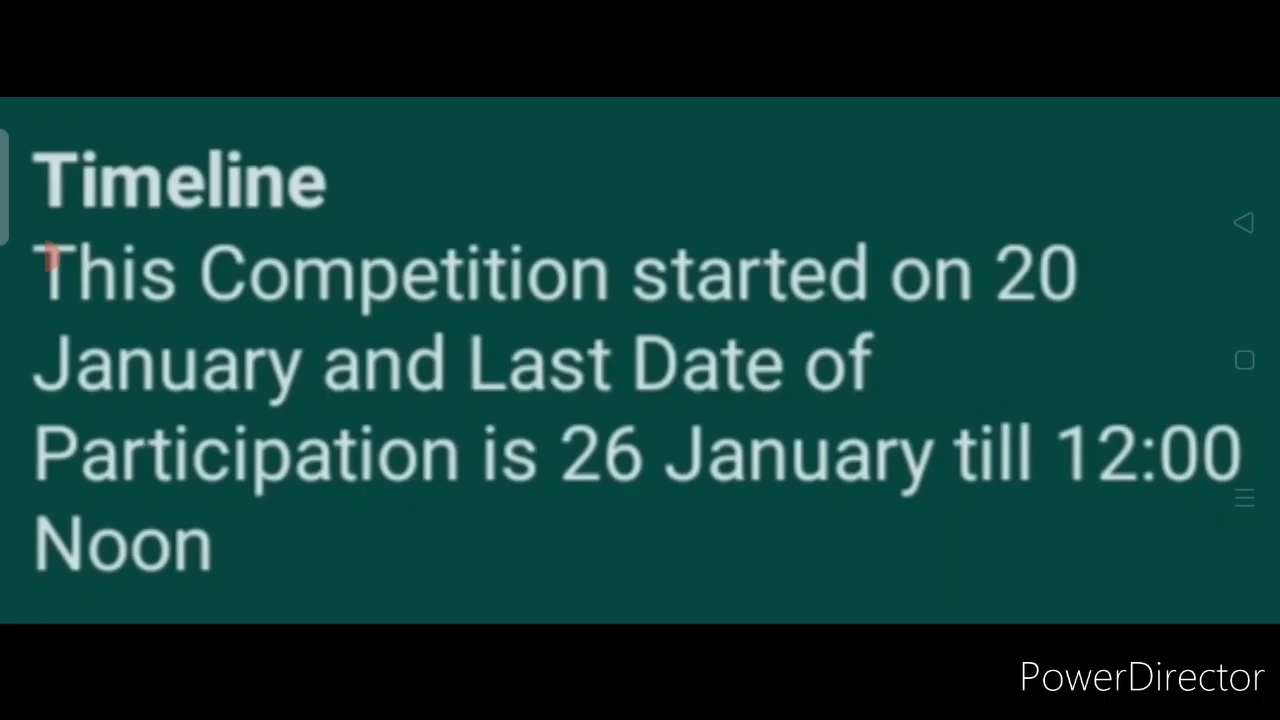 Timeline
This Competition started on 20
January and Last Date of
Participation is 26 January till 12:00
Noon
PowerDirector